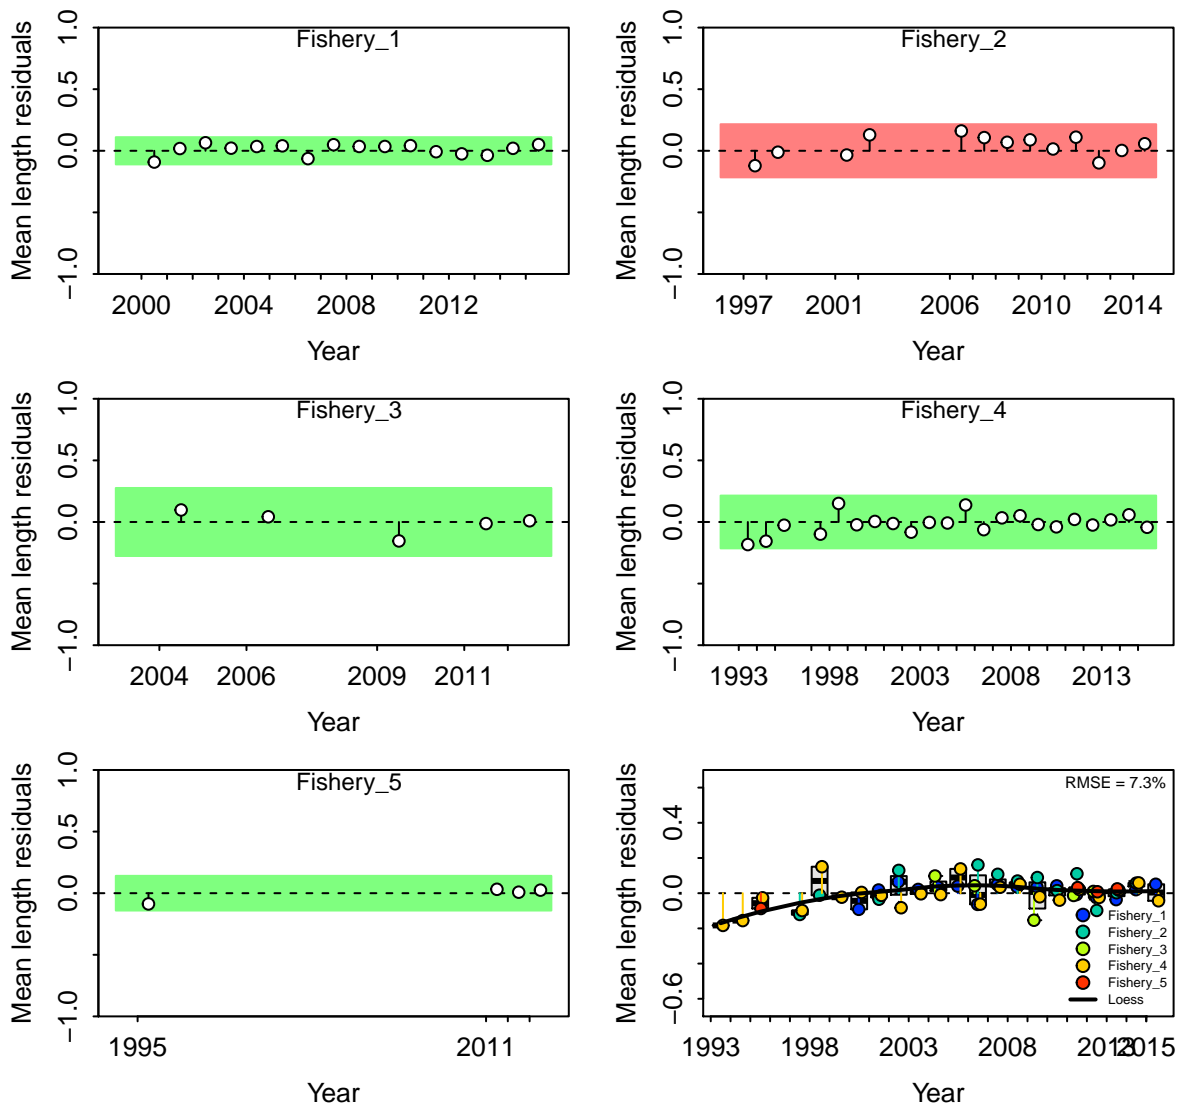 Fishery_1
Mean length residuals
1.0
0.5
0.0
−1.0
2000 2004 2008 2012
Year
Fishery_2
Mean length residuals
1.0
0.5
0.0
−1.0
1997 2001 2006 2010 2014
Year
Fishery_3
Mean length residuals
1.0
0.5
0.0
−1.0
2004 2006 2009 2011
Year
Fishery_4
Mean length residuals
1.0
0.5
0.0
−1.0
1993 1998 2003 2008 2013
Year
Fishery_5
Mean length residuals
1.0
0.5
0.0
−1.0
1995 2011
Year
RMSE = 7.3%
Mean length residuals
0.4
0.0
−0.6
Fishery_1
Fishery_2
Fishery_3
Fishery_4
Fishery_5
Loess
1993 1998 2003 2008 2013 2015
Year